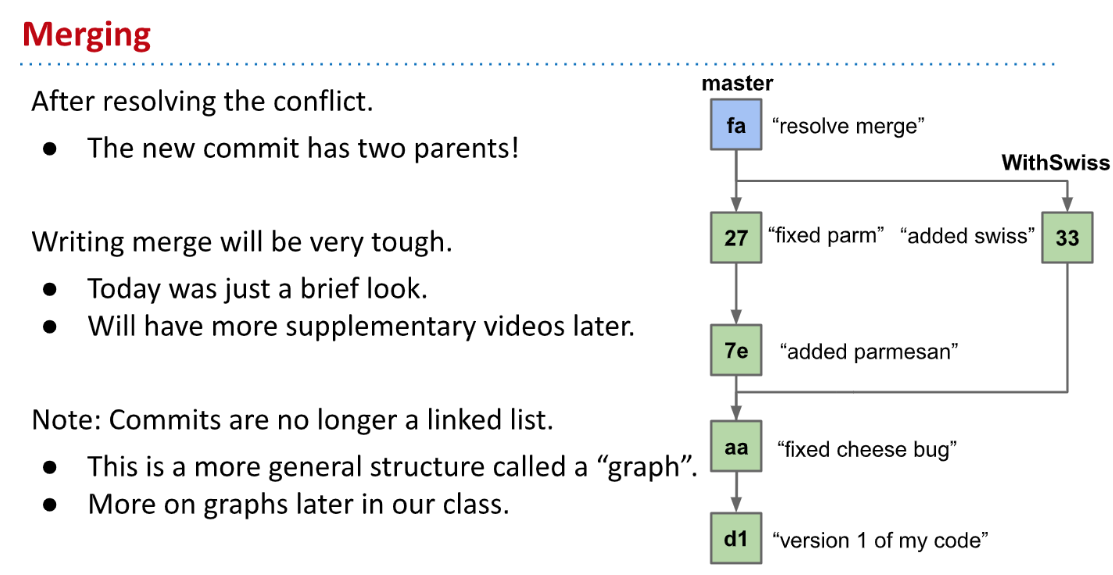 Merging
After resolving the conflict.
● The new commit has two parents!
Writing merge will be very tough.
● Today was just a brief look.
● Will have more supplementary videos later.
Note: Commits are no longer a linked list.
● This is a more general structure called a “graph”.
● More on graphs later in our class.
master
fa “resolve merge”
WithSwiss
27 “fixed parm” “added swiss” 33
7e “added parmesan”
aa “fixed cheese bug”
d1 “version 1 of my code”